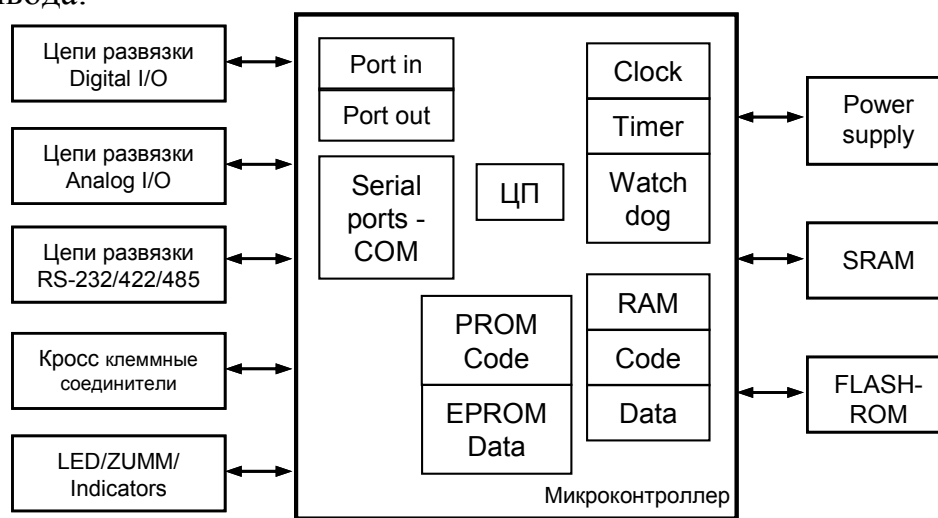 Цепи развязки
Digital I/O
Цепи развязки
Analog I/O
Цепи развязки
RS-232/422/485
Кросс клеммные
соединители
LED/ZUMM/
Indicators
Port in
Port out
Serial
ports -
COM
ЦП
Clock
Timer
Watch
dog
PROM
Code
EPROM
Data
RAM
Code
Data
Микроконтроллер
Power
supply
SRAM
FLASH-
ROM